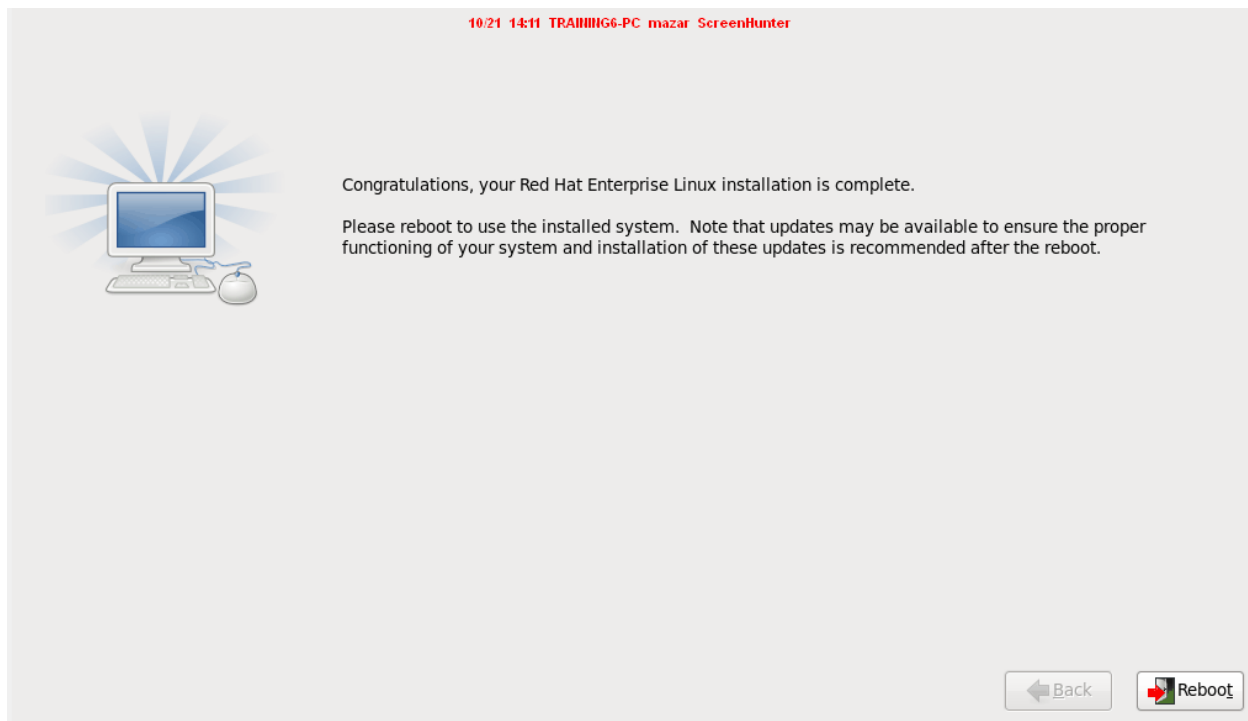 10/21 14:11 TRAINING6-PC mazar ScreenHunter
Congratulations, your Red Hat Enterprise Linux installation is complete.
Please reboot to use the installed system.  Note that updates may be available to ensure the proper
functioning of your system and installation of these updates is recommended after the reboot.
Back
Reboot